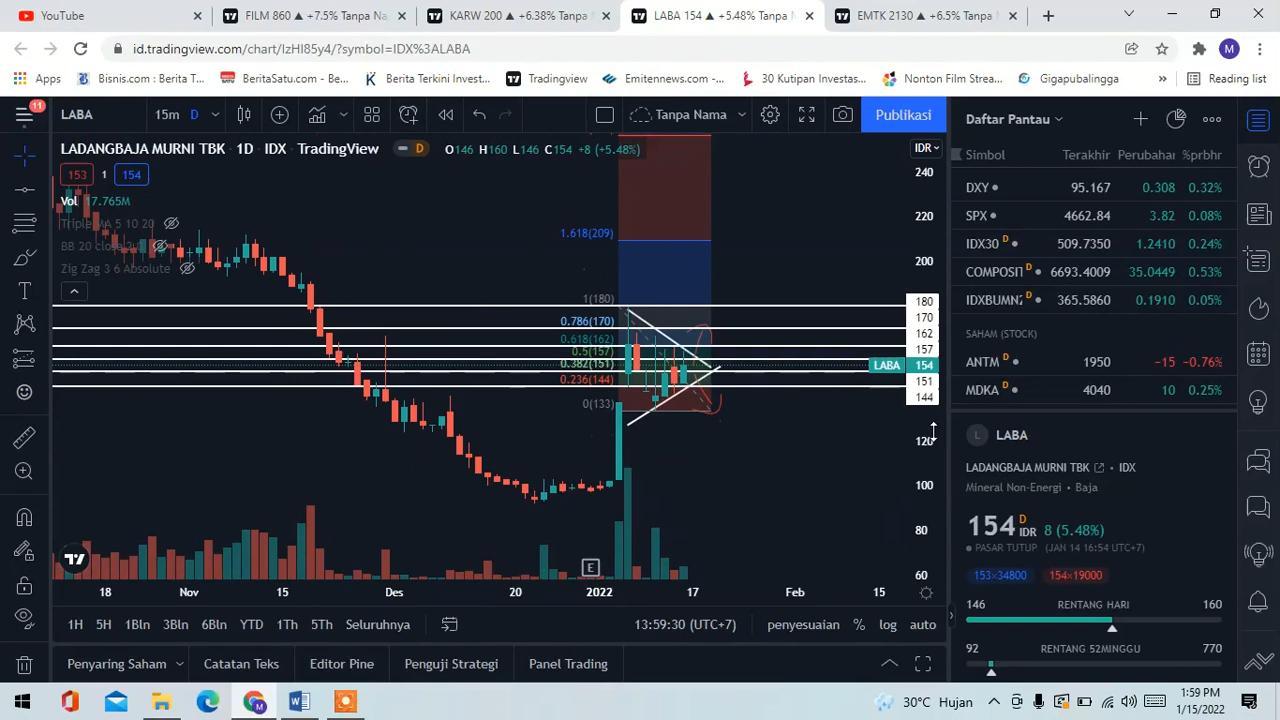 YouTube
FILM 860 ▲ +7.5% Tanpa Na
KARW 200 ▲ +6.38% Tanpa
LABA 154 ▲ +5.48% Tanpa N
EMTK 2130 ▲ +6.5% Tanpa N
id.tradingview.com/chart/IzHI85y4/?symbol=IDX%3ALABA
M
Apps
Bisnis.com : Berita T...
BeritaSatu.com - Be...
Berita Terkini Invest...
Tradingview
Emitennews.com -...
30 Kutipan Investas...
Nonton Film Strea...
Gigapubalingga
»
Reading list
11
LABA
15m
D
Tanpa Nama
Publikasi
Daftar Pantau
LADANGBAJA MURNI TBK · 1D · IDX TradingView
D
O146 H160 L146 C154 +8 (+5.48%)
IDR
153 1 154
Vol 17.765M
Triple MA 5 10 20
BB 20 close 2
Zig Zag 3 6 Absolute
1.618(209)
1(180)
0.786(170)
0.618(162)
0.5(157)
0.382(151)
0.236(144)
0(133)
240
220
200
180
170
162
157
LABA 154
151
144
120
100
80
60
E
18 Nov 15 Des 20 2022 17 Feb 15
1H 5H 1Bln 3Bln 6Bln YTD 1Th 5Th Seluruhnya
13:59:30 (UTC+7)
penyesuaian % log auto
Penyaring Saham
Catatan Teks
Editor Pine
Penguji Strategi
Panel Trading
Simbol Terakhir Perubahan %prbhr
DXY 95.167 0.308 0.32%
SPX 4662.84 3.82 0.08%
IDX30 D 509.7350 1.2410 0.24%
COMPOSIT D 6693.4009 35.0449 0.53%
IDXBUMN2 D 365.5860 0.1910 0.05%
SAHAM (STOCK)
ANTM 1950 −15 −0.76%
MDKA 4040 10 0.25%
L LABA
LADANGBAJA MURNI TBK IDX
Mineral Non-Energi • Baja
154 D IDR 8 (5.48%)
PASAR TUTUP (JAN 14 16:54 UTC+7)
153×34800 154×19000
146 RENTANG HARI 160
92 RENTANG 52MINGGU 770
30°C Hujan
1:59 PM
1/15/2022